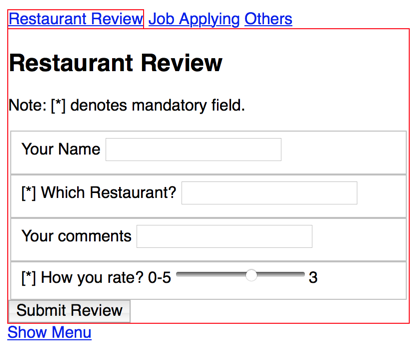 Restaurant Review Job Applying Others
Restaurant Review
Note: [*] denotes mandatory field.
Your Name
[*] Which Restaurant?
Your comments
[*] How you rate? 0-5 3
Submit Review
Show Menu